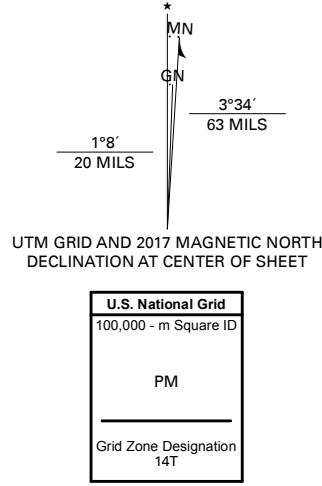 ★
MN
GN
3°34´
63 MILS
1°8´
20 MILS
UTM GRID AND 2017 MAGNETIC NORTH
DECLINATION AT CENTER OF SHEET
U.S. National Grid
100,000 - m Square ID
PM
Grid Zone Designation
14T